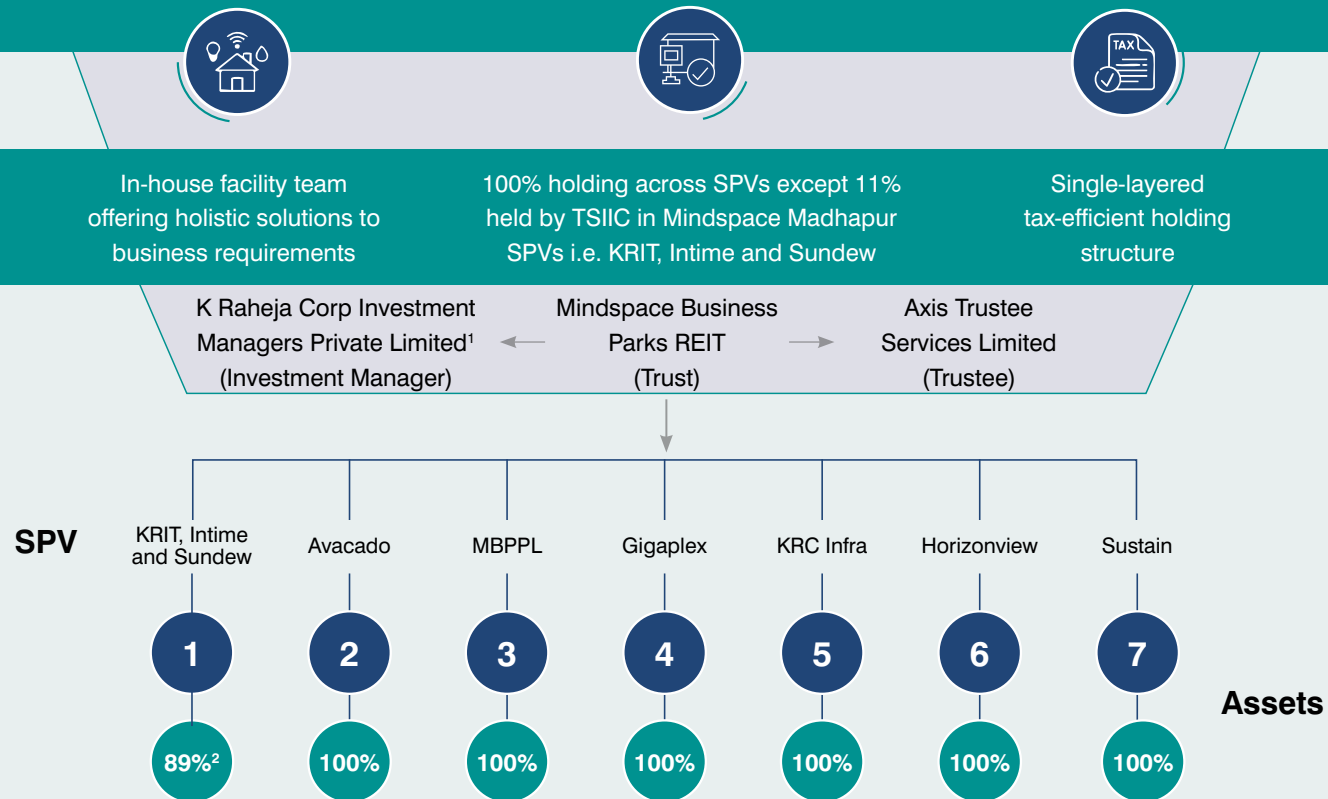 TAX
In-house facility team
offering holistic solutions to
business requirements
100% holding across SPVs except 11%
held by TSIIC in Mindspace Madhapur
SPVs i.e. KRIT, Intime and Sundew
Single-layered
tax-efficient holding
structure
K Raheja Corp Investment
Managers Private Limited¹
(Investment Manager)
Mindspace Business
Parks REIT
(Trust)
Axis Trustee
Services Limited
(Trustee)
SPV
KRIT, Intime
and Sundew
Avacado
MBPPL
Gigaplex
KRC Infra
Horizonview
Sustain
1
2
3
4
5
6
7
Assets
89%²
100%
100%
100%
100%
100%
100%